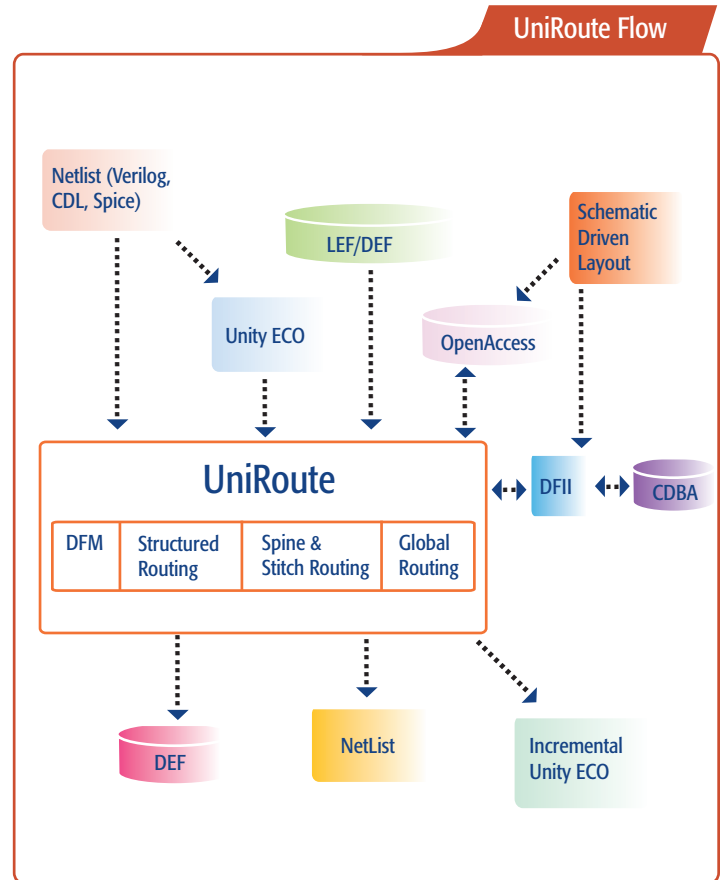 UniRoute Flow
Netlist (Verilog,
CDL, Spice)
LEF/DEF
Schematic
Driven
Layout
Unity ECO
OpenAccess
UniRoute
DFII
CDBA
DFM
Structured
Routing
Spine &
Stitch Routing
Global
Routing
DEF
NetList
Incremental
Unity ECO